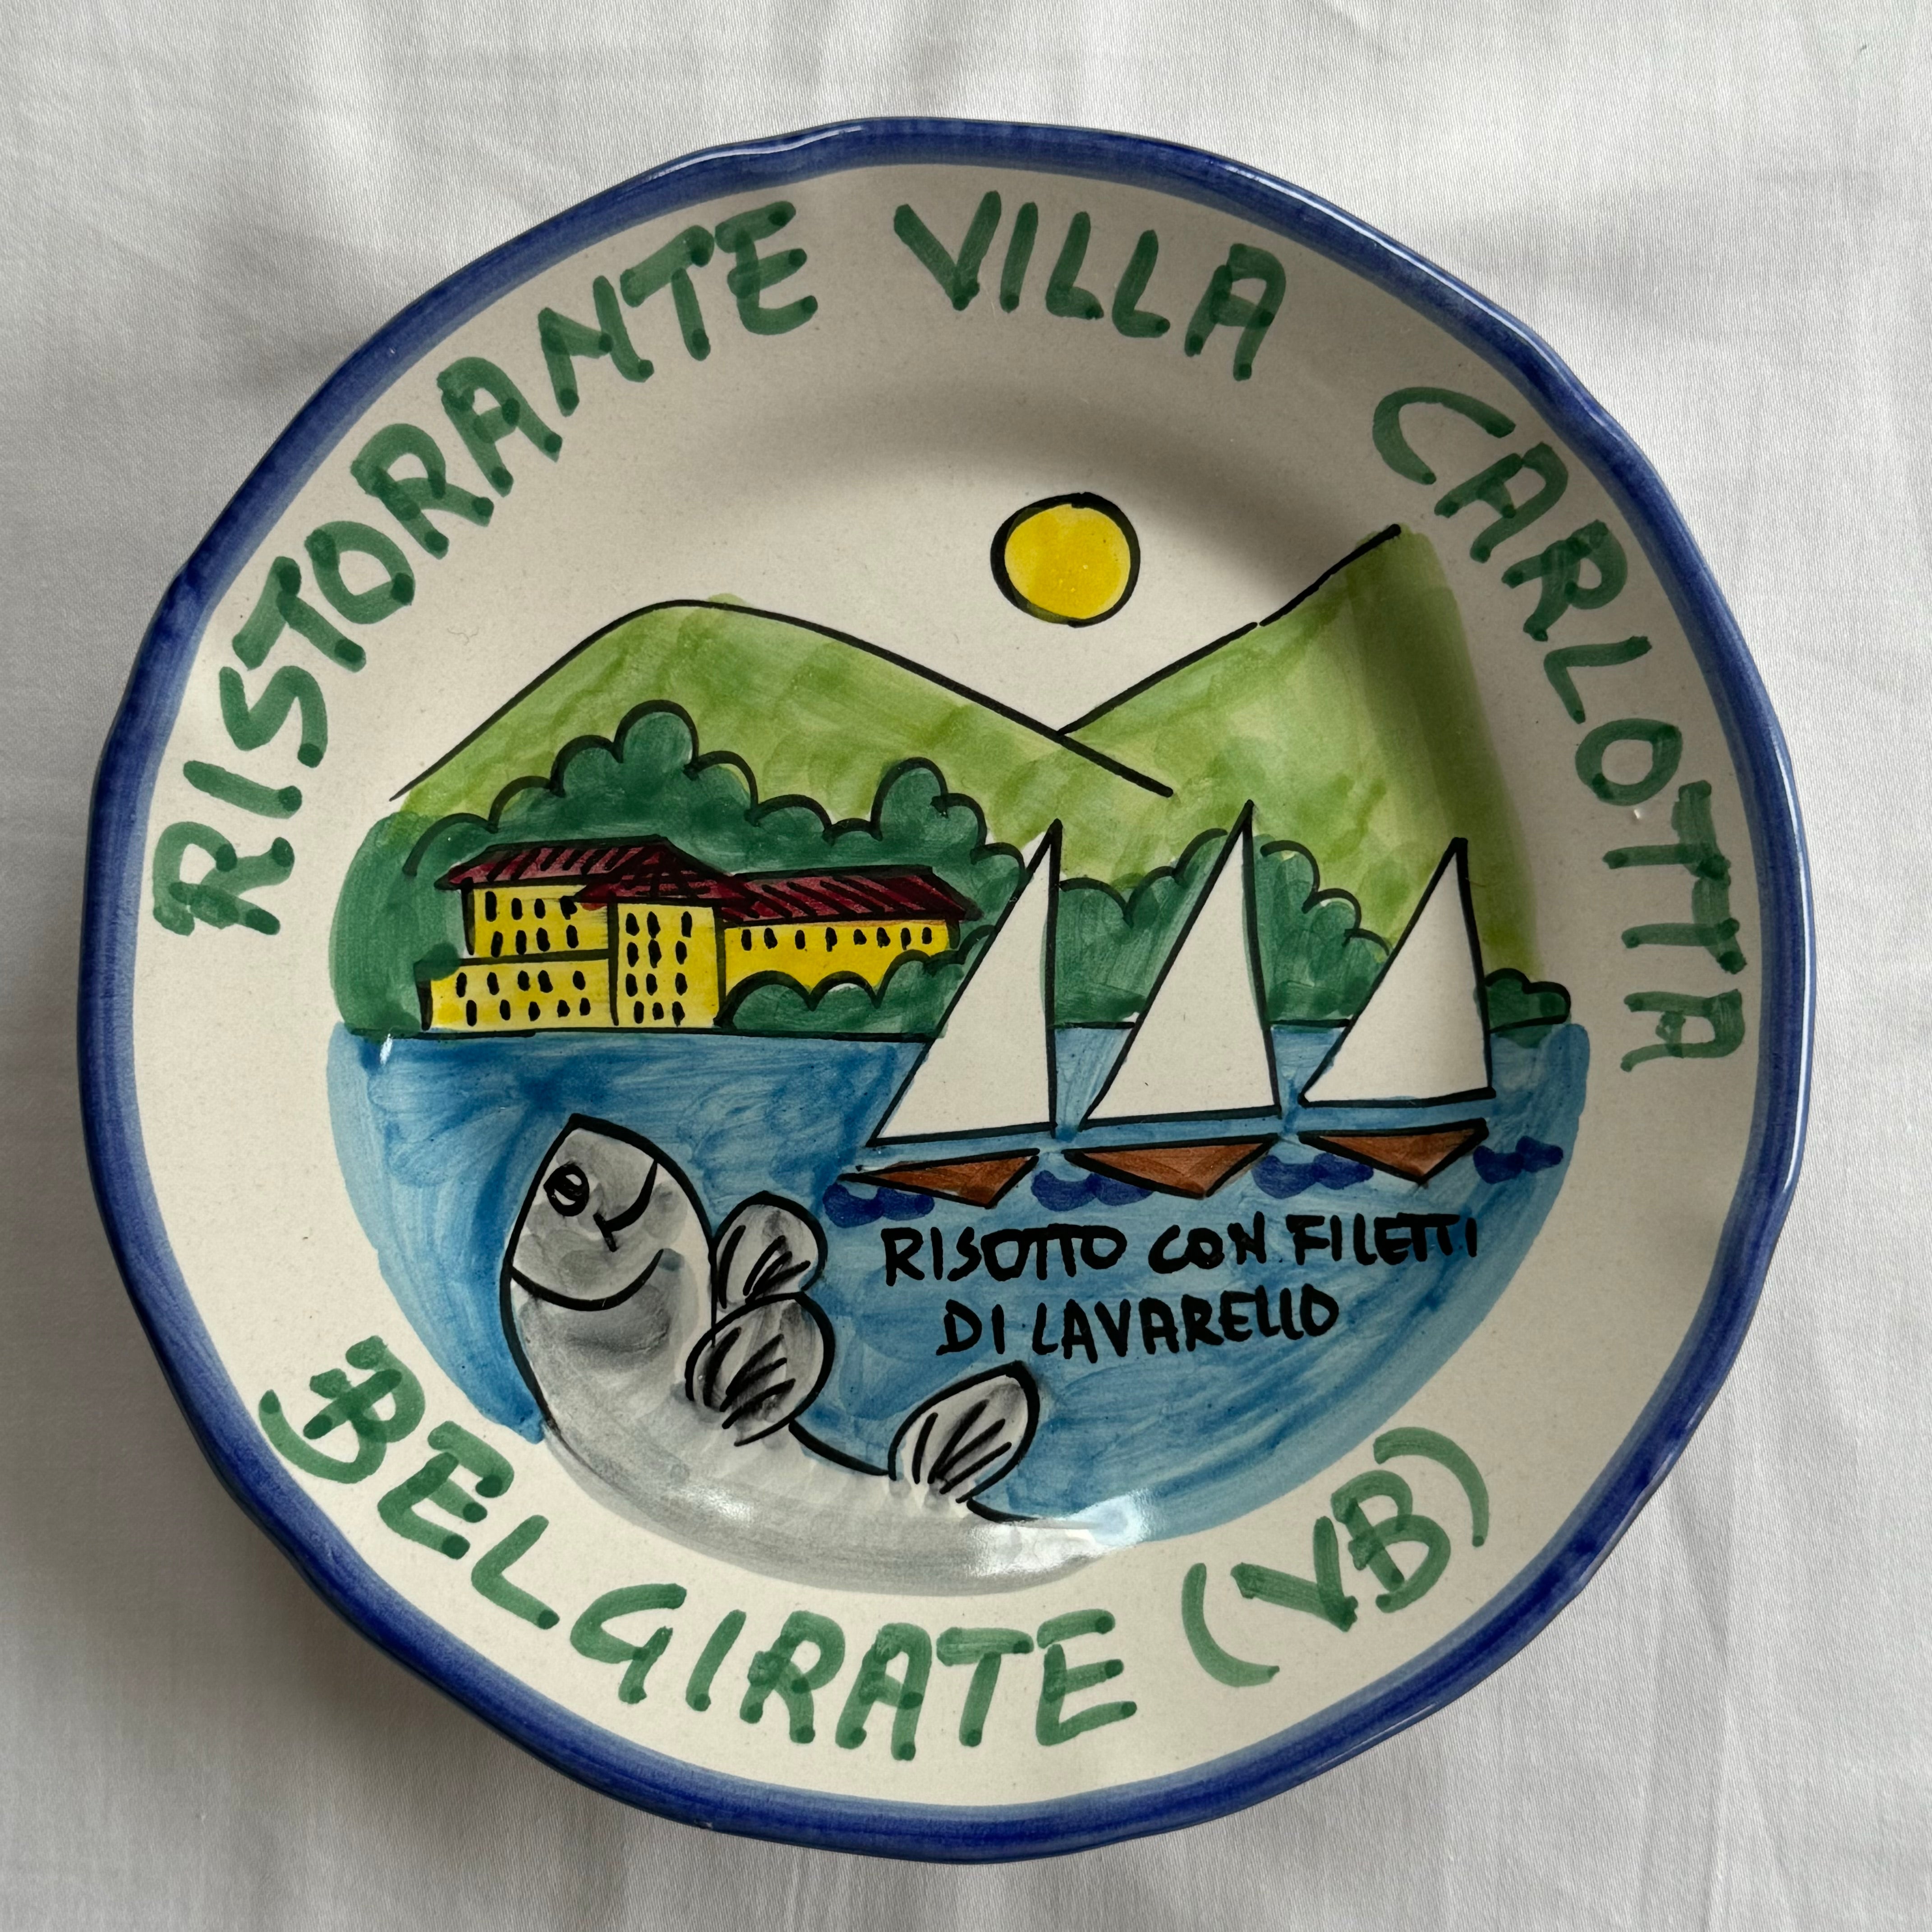 RISTORANTE VILLA CARLOTTA
RISOTTO CON FILETTI
DI LAVARELLO
BELGIRATE (VB)